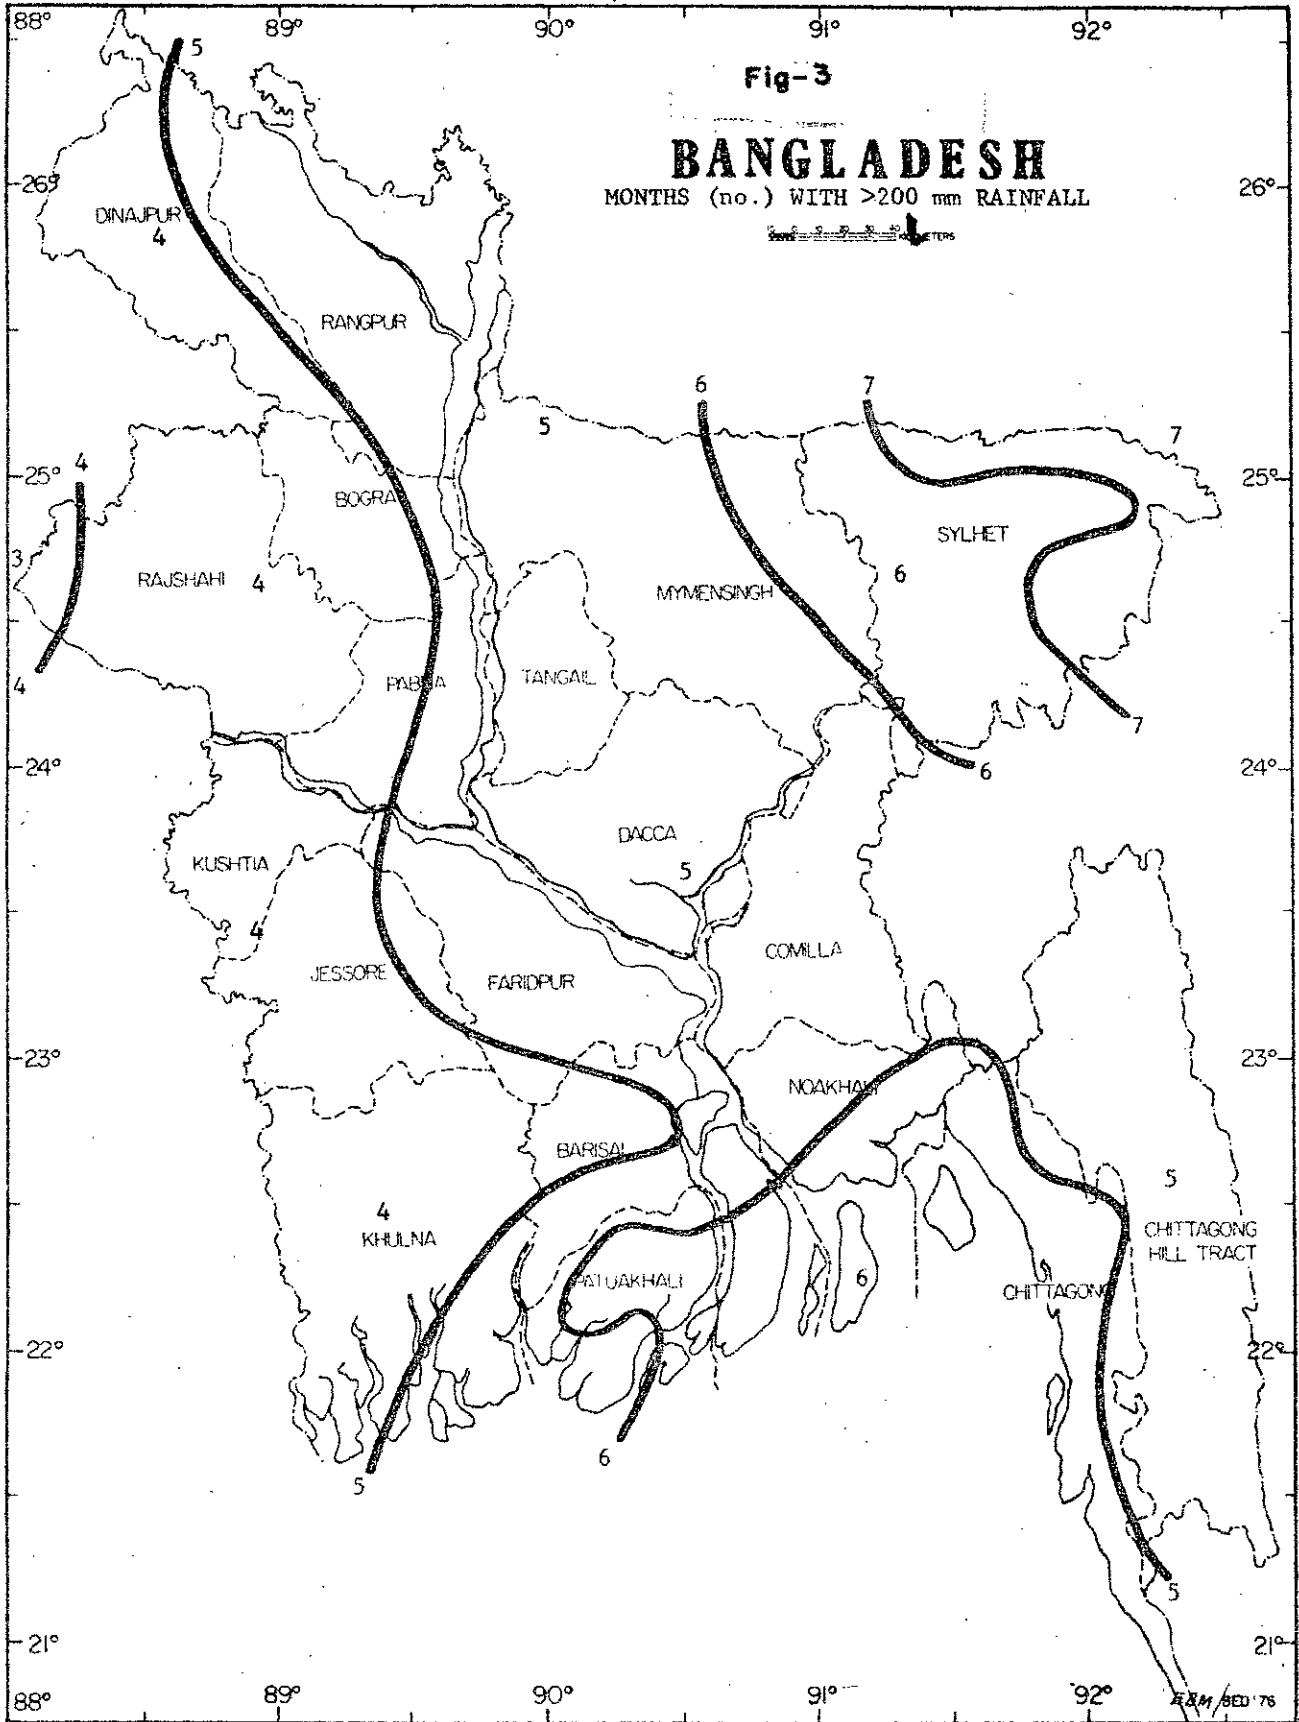 88° 89° 90° 91° 92°
5
Fig-3
BANGLADESH
26° 26°
MONTHS (no.) WITH >200 mm RAINFALL
DINAJPUR
4
RANGPUR
6 7
4 5 7
4
25° 25°
BOGRA
SYLHET
3
RAJSHAHI 4 MYMENSINGH 6
4 PABNA TANGAIL
7
24° 6 24°
DACCA
KUSHTIA 5
4
JESSORE FARIDPUR COMILLA
23° 23°
NOAKHALI
BARISAL
5
4
KHULNA CHITTAGONG
HILL TRACT
PATUAKHALI 6 CHITTAGONG
22° 22°
6
5
5
21° 21°
88° 89° 90° 91° 92°
SED '76